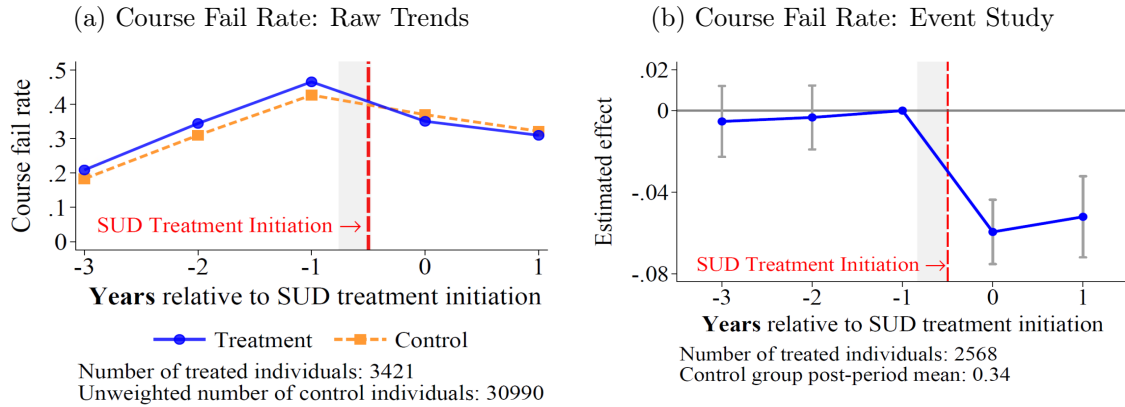 (a) Course Fail Rate: Raw Trends
Course fail rate
.5
.4
.3
.2
.1
0
SUD Treatment Initiation →
-3
-2
-1
0
1
Years relative to SUD treatment initiation
Treatment
Control
Number of treated individuals: 3421
Unweighted number of control individuals: 30990
(b) Course Fail Rate: Event Study
Estimated effect
.02
0
-.04
-.08
SUD Treatment Initiation →
-3
-2
-1
0
1
Years relative to SUD treatment initiation
Number of treated individuals: 2568
Control group post-period mean: 0.34